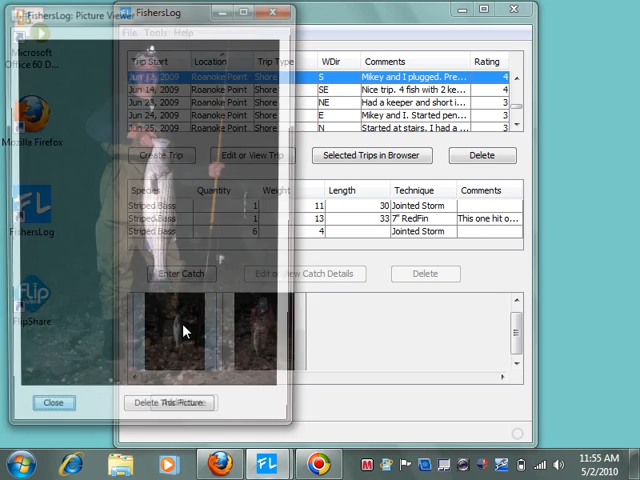 FishersLog: Picture Viewer
FishersLog
File Tools Help
Trip Start Location Trip Type WDir Comments Rating
Jun 13, 2009 Roanoke Point Shore S Mikey and I plugged. Pre... 4
Jun 14, 2009 Roanoke Point Shore SE Nice trip. 4 fish with 2 ke... 4
Jun 23, 2009 Roanoke Point Shore NE Had a keeper and short i... 3
Jun 24, 2009 Roanoke Point Shore E Mikey and I. Started pen... 3
Jun 25, 2009 Roanoke Point Shore N Started at stairs. I had a... 3
Create Trip Edit or View Trip Selected Trips in Browser Delete
Species Quantity Weight Length Technique Comments
Striped Bass 1 11 30 Jointed Storm
Striped Bass 1 13 33 7" RedFin This one hit o...
Striped Bass 6 4 Jointed Storm
Enter Catch Edit or View Catch Details Delete
Close Delete This Picture
Microsoft
Office 60 D...
Mozilla Firefox
FL
FishersLog
Flip
FlipShare
FL
11:55 AM
5/2/2010